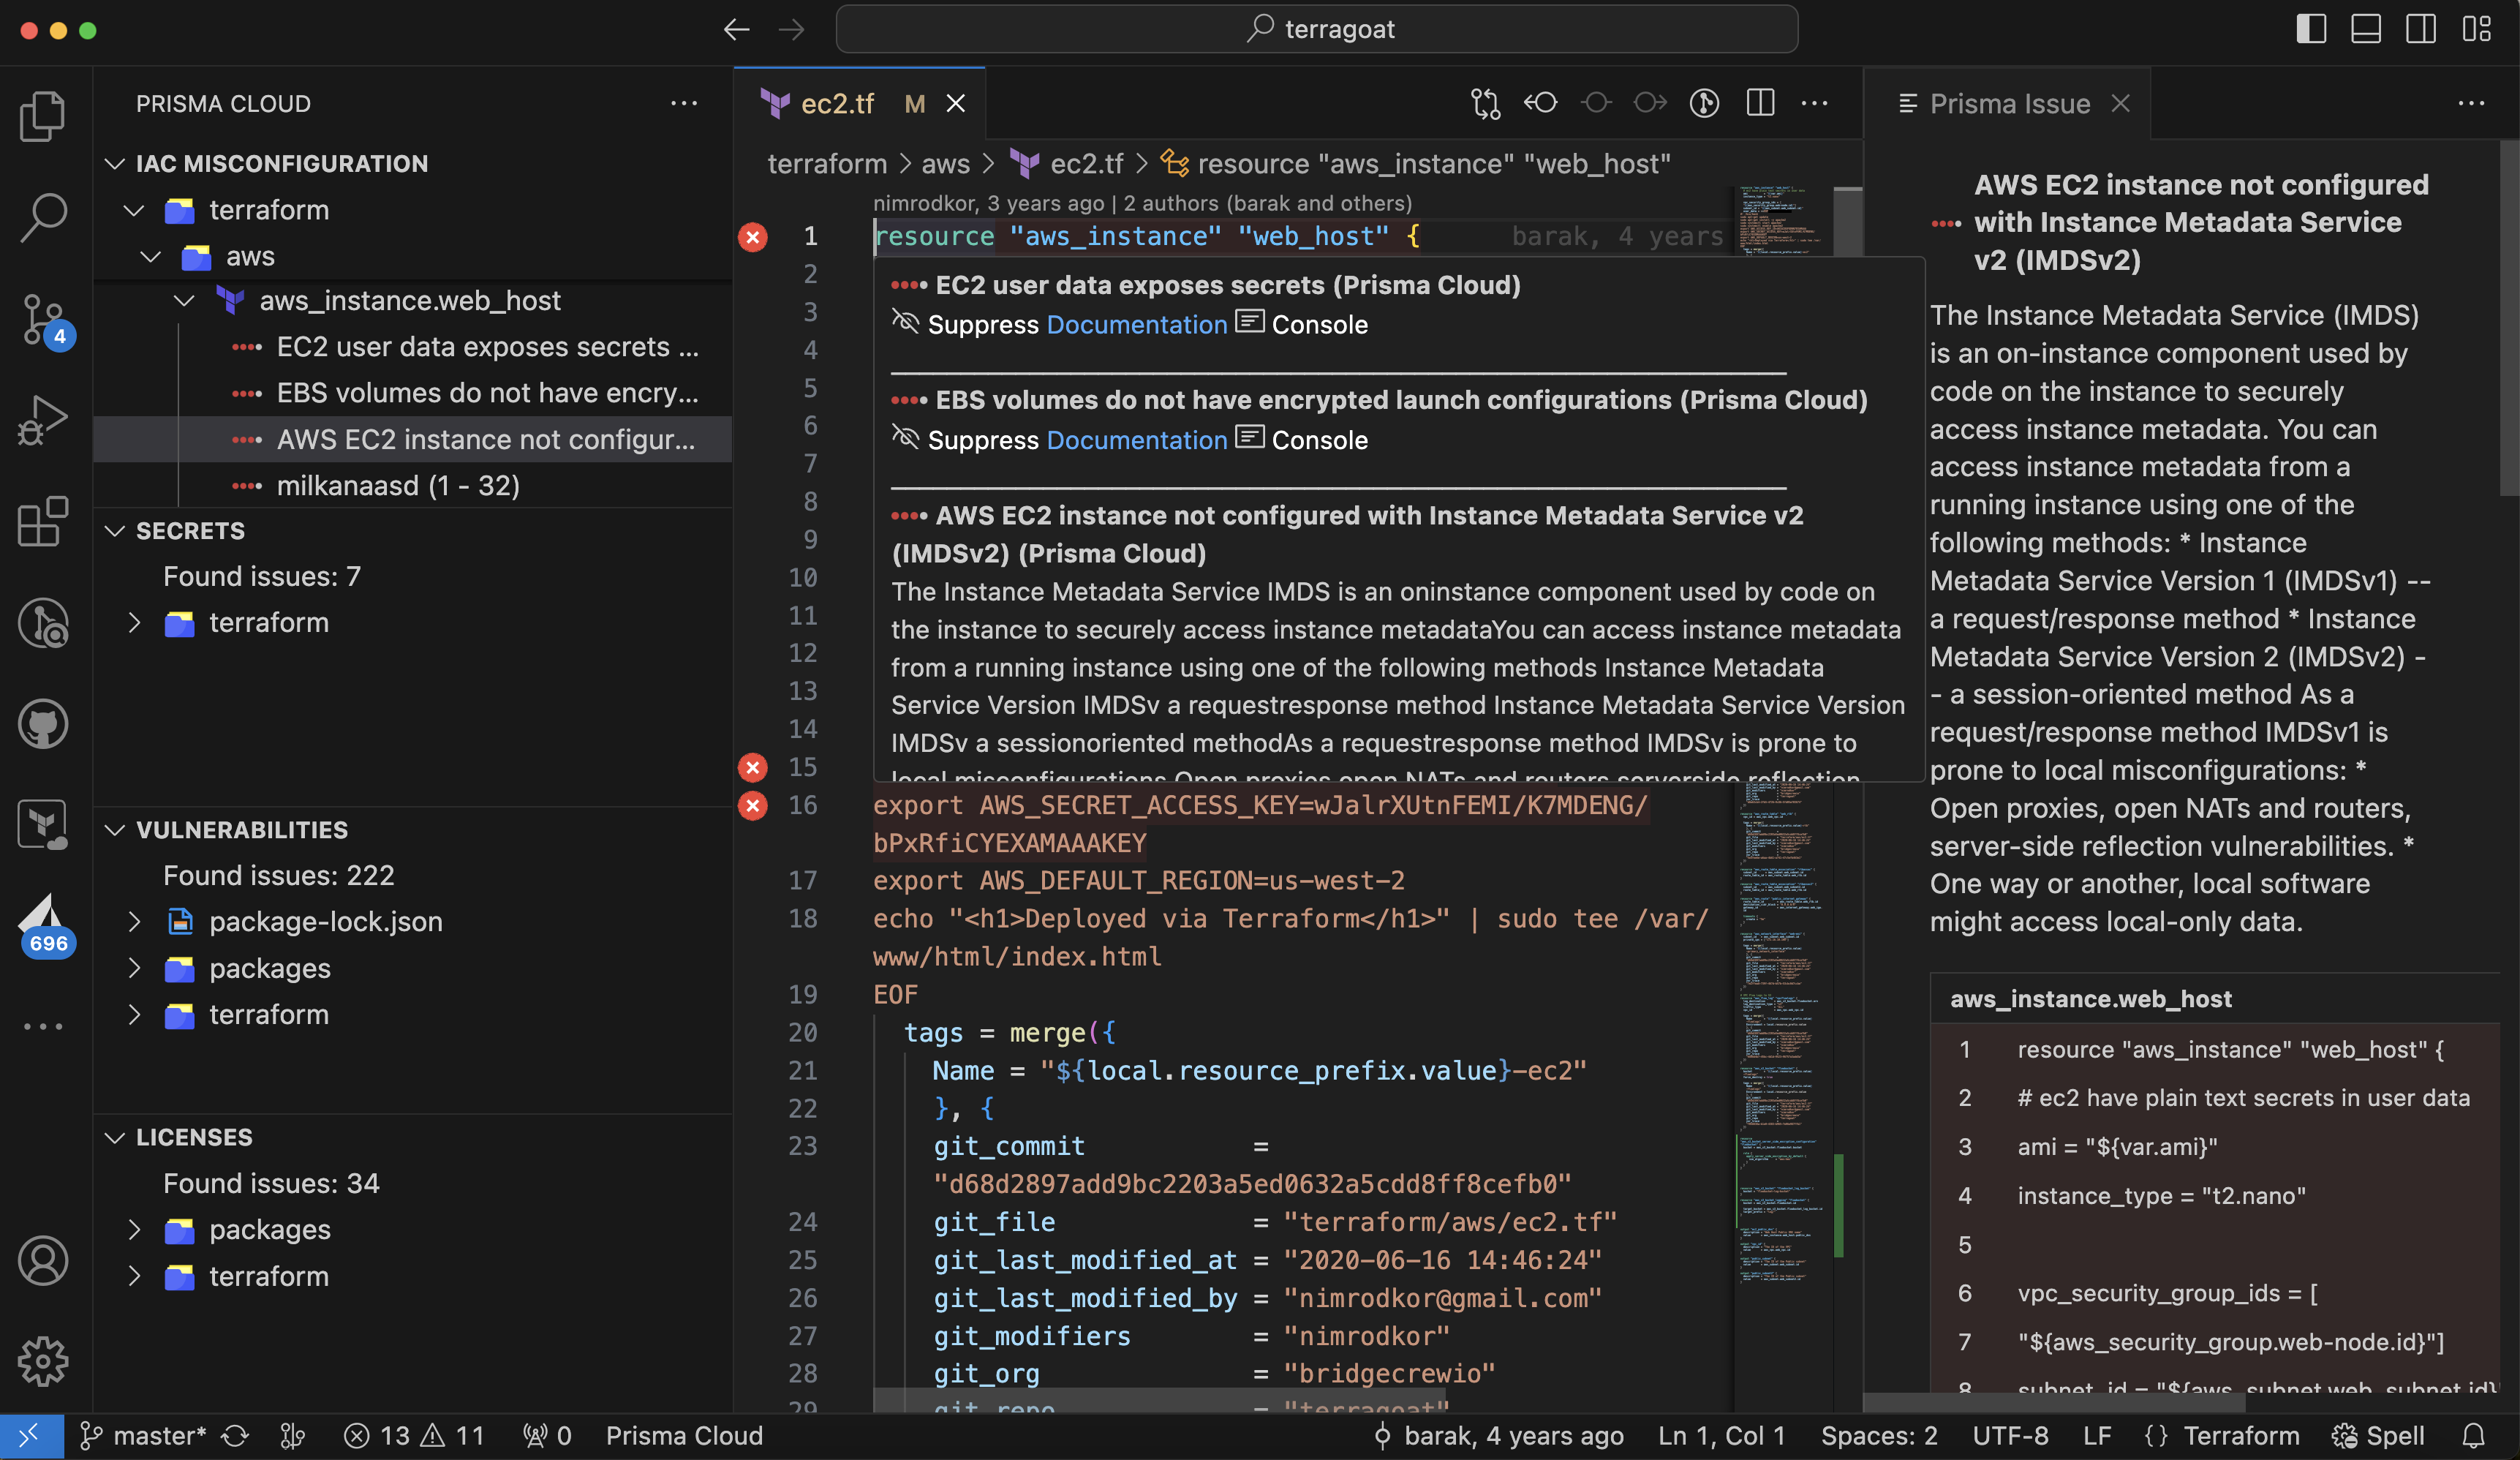 terragoat
PRISMA CLOUD
IAC MISCONFIGURATION
terraform
aws
aws_instance.web_host
EC2 user data exposes secrets ...
EBS volumes do not have encry...
AWS EC2 instance not configur...
milkanaasd (1 - 32)
SECRETS
Found issues: 7
terraform
VULNERABILITIES
Found issues: 222
package-lock.json
packages
terraform
LICENSES
Found issues: 34
packages
terraform
4
696
ec2.tf M
terraform > aws > ec2.tf > resource "aws_instance" "web_host"
nimrodkor, 3 years ago | 2 authors (barak and others)
1 resource "aws_instance" "web_host" { barak, 4 years
2
3
4
5
6
7
8
9
10
11
12
13
14
15
EC2 user data exposes secrets (Prisma Cloud)
Suppress Documentation Console
EBS volumes do not have encrypted launch configurations (Prisma Cloud)
Suppress Documentation Console
AWS EC2 instance not configured with Instance Metadata Service v2
(IMDSv2) (Prisma Cloud)
The Instance Metadata Service IMDS is an oninstance component used by code on
the instance to securely access instance metadataYou can access instance metadata
from a running instance using one of the following methods Instance Metadata
Service Version IMDSv a requestresponse method Instance Metadata Service Version
IMDSv a sessionoriented methodAs a requestresponse method IMDSv is prone to
local misconfigurations Open proxies open NATs and routers serverside reflection
16 export AWS_SECRET_ACCESS_KEY=wJalrXUtnFEMI/K7MDENG/
bPxRfiCYEXAMAAAKEY
17 export AWS_DEFAULT_REGION=us-west-2
18 echo "<h1>Deployed via Terraform</h1>" | sudo tee /var/
www/html/index.html
19 EOF
20 tags = merge({
21 Name = "${local.resource_prefix.value}-ec2"
22 }, {
23 git_commit =
"d68d2897add9bc2203a5ed0632a5cdd8ff8cefb0"
24 git_file = "terraform/aws/ec2.tf"
25 git_last_modified_at = "2020-06-16 14:46:24"
26 git_last_modified_by = "nimrodkor@gmail.com"
27 git_modifiers = "nimrodkor"
28 git_org = "bridgecrewio"
29 git_repo = "terragoat"
Prisma Issue
AWS EC2 instance not configured
with Instance Metadata Service
v2 (IMDSv2)
The Instance Metadata Service (IMDS)
is an on-instance component used by
code on the instance to securely
access instance metadata. You can
access instance metadata from a
running instance using one of the
following methods: * Instance
Metadata Service Version 1 (IMDSv1) --
a request/response method * Instance
Metadata Service Version 2 (IMDSv2) -
- a session-oriented method As a
request/response method IMDSv1 is
prone to local misconfigurations: *
Open proxies, open NATs and routers,
server-side reflection vulnerabilities. *
One way or another, local software
might access local-only data.
aws_instance.web_host
1 resource "aws_instance" "web_host" {
2 # ec2 have plain text secrets in user data
3 ami = "${var.ami}"
4 instance_type = "t2.nano"
5
6 vpc_security_group_ids = [
7 "${aws_security_group.web-node.id}"]
8 subnet_id = "${aws_subnet.web_subnet.id}"
master* 13 11 0 Prisma Cloud barak, 4 years ago Ln 1, Col 1 Spaces: 2 UTF-8 LF {} Terraform Spell